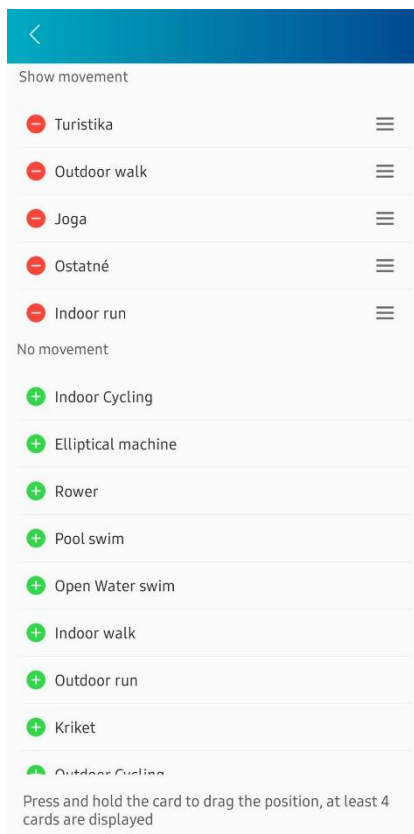 Show movement
Turistika
Outdoor walk
Joga
Ostatné
Indoor run
No movement
Indoor Cycling
Elliptical machine
Rower
Pool swim
Open Water swim
Indoor walk
Outdoor run
Kriket
Outdoor Cycling
Press and hold the card to drag the position, at least 4
cards are displayed